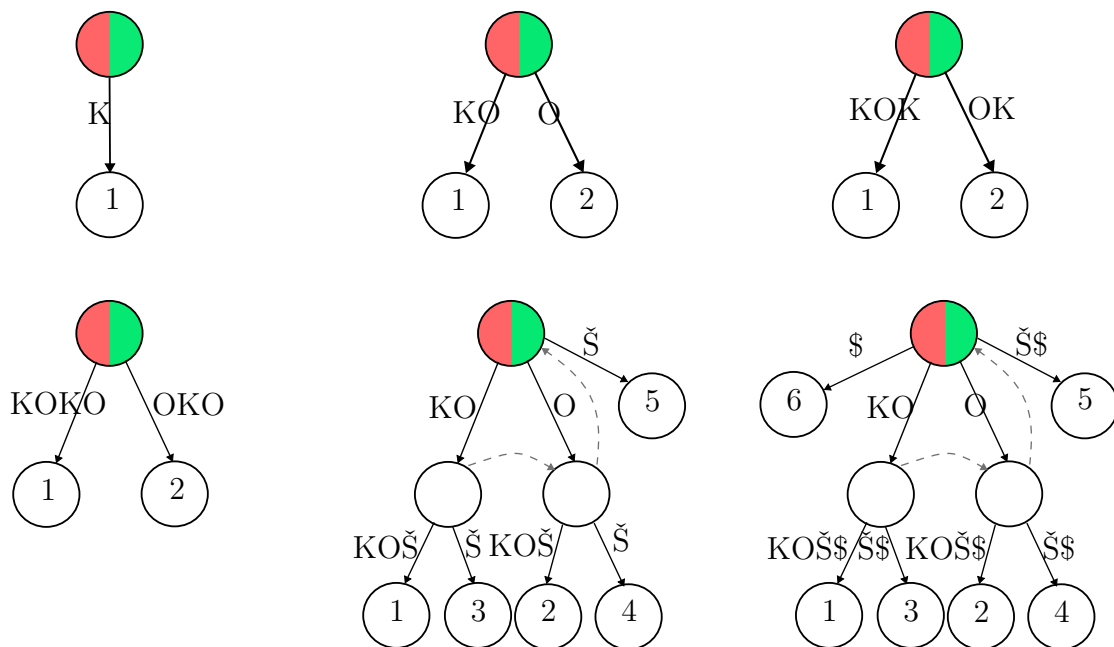 K
1
KO O
1 2
KOK OK
1 2
KOKO OKO
1 2
Š
KO O
5
KOŠ Š KOŠ Š
1 3 2 4
$ Š$
6 KO O 5
KOŠ$ Š$ KOŠ$ Š$
1 3 2 4